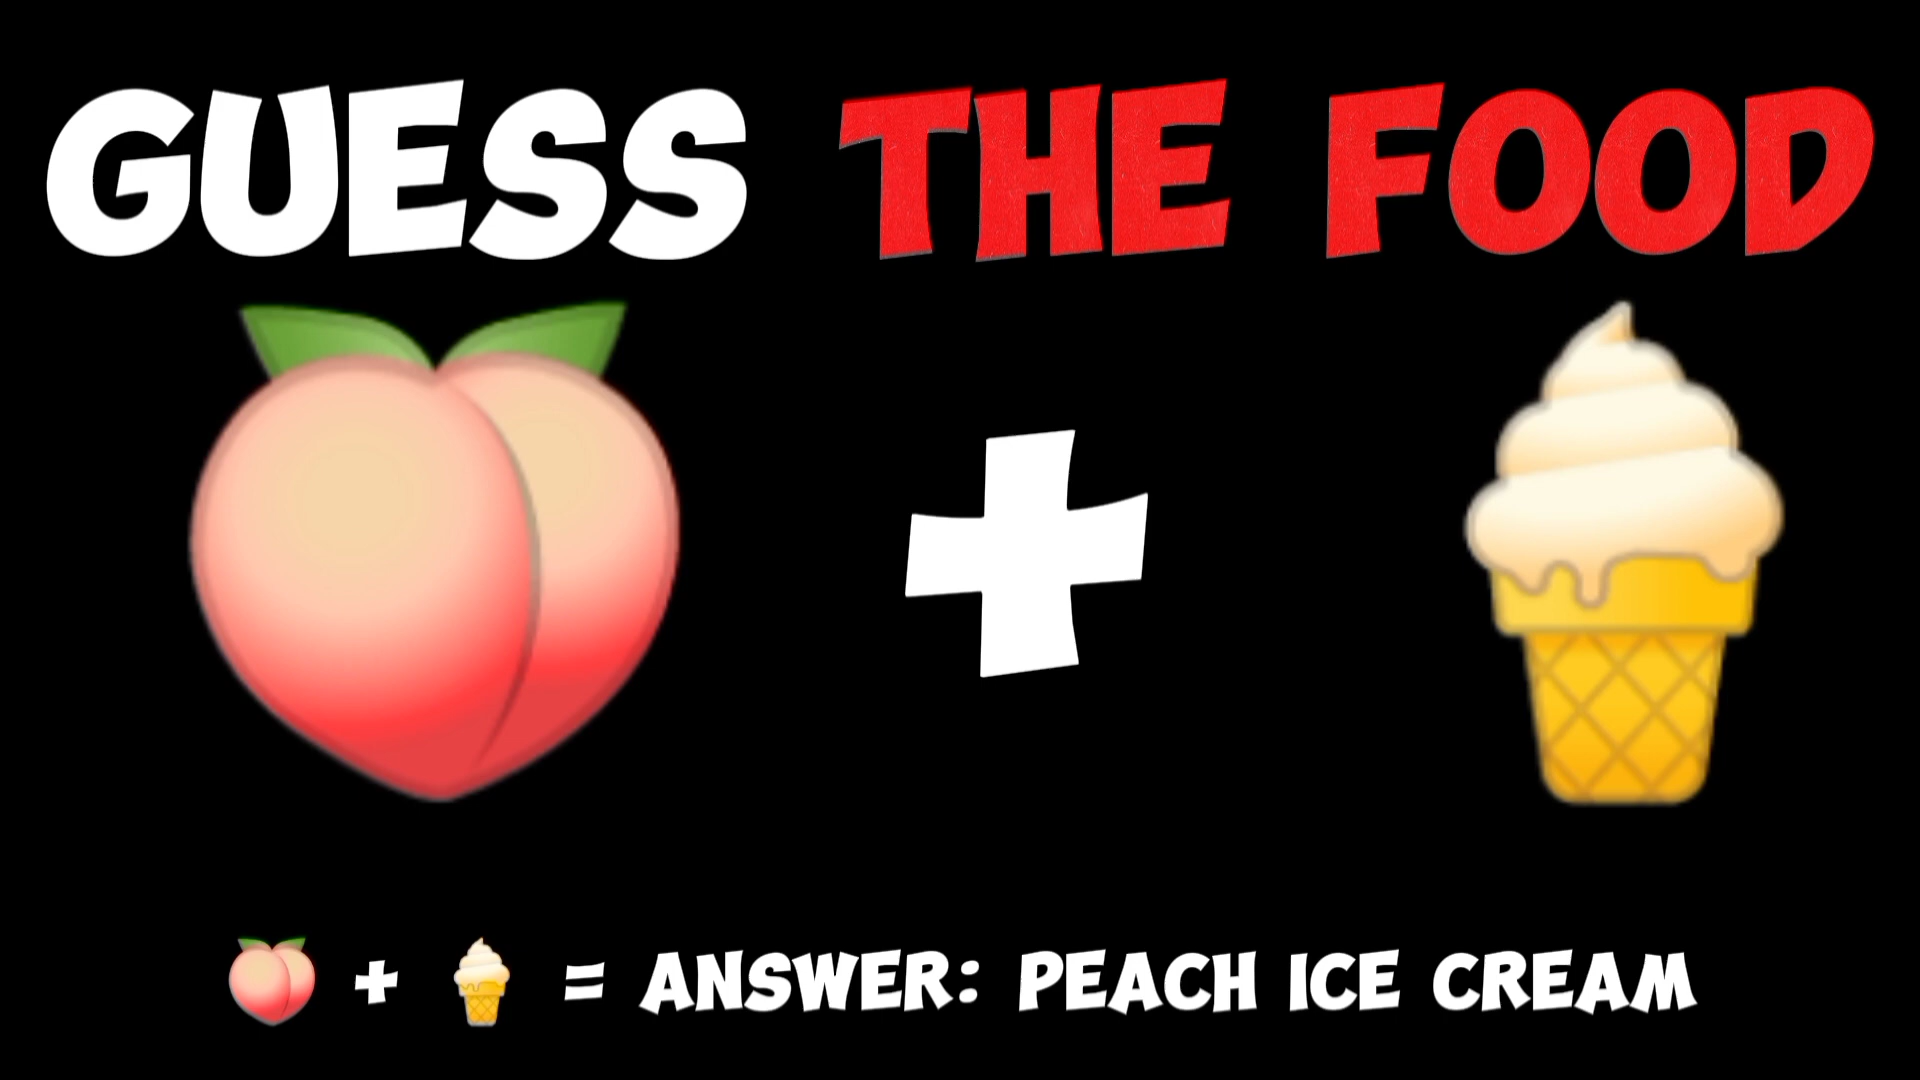 GUESS THE FOOD
+
+ = ANSWER: PEACH ICE CREAM